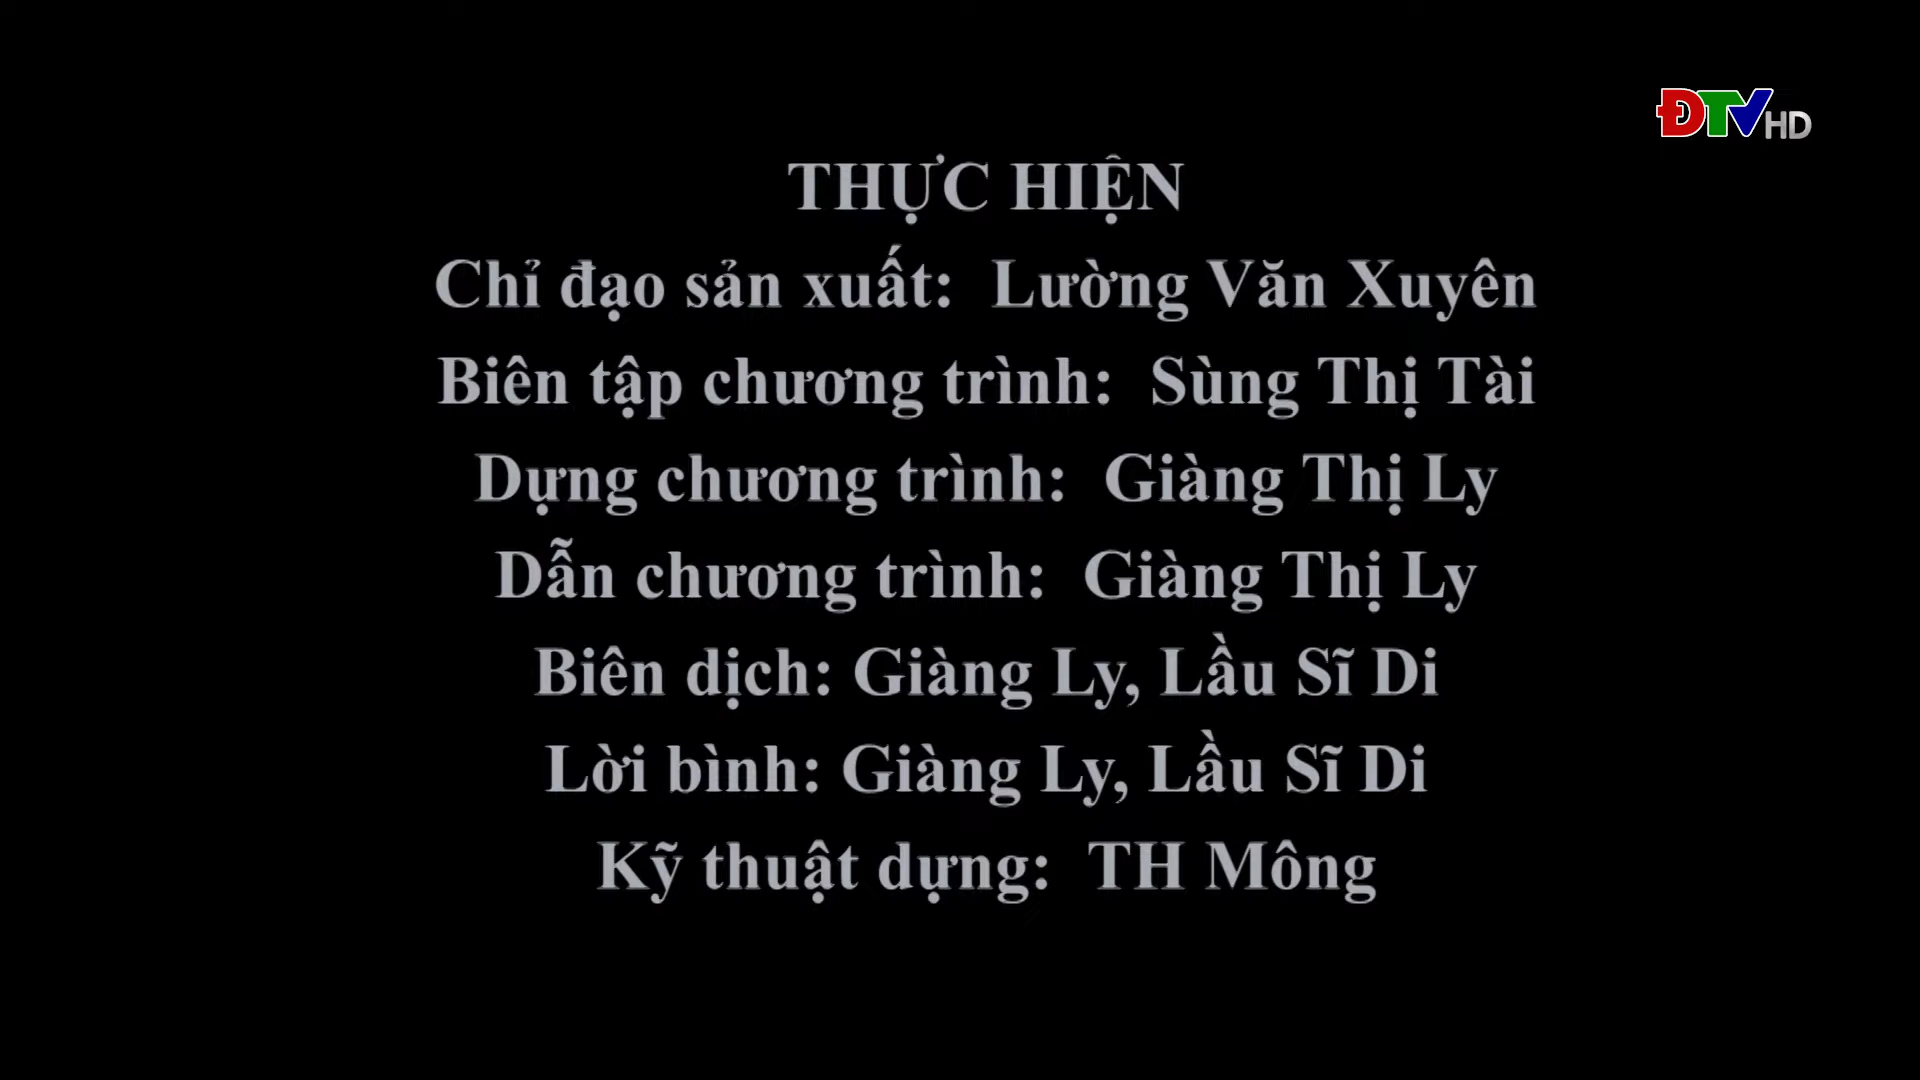 ĐTV HD
THỰC HIỆN
Chỉ đạo sản xuất: Lường Văn Xuyên
Biên tập chương trình: Sùng Thị Tài
Dựng chương trình: Giàng Thị Ly
Dẫn chương trình: Giàng Thị Ly
Biên dịch: Giàng Ly, Lầu Sĩ Di
Lời bình: Giàng Ly, Lầu Sĩ Di
Kỹ thuật dựng: TH Mông